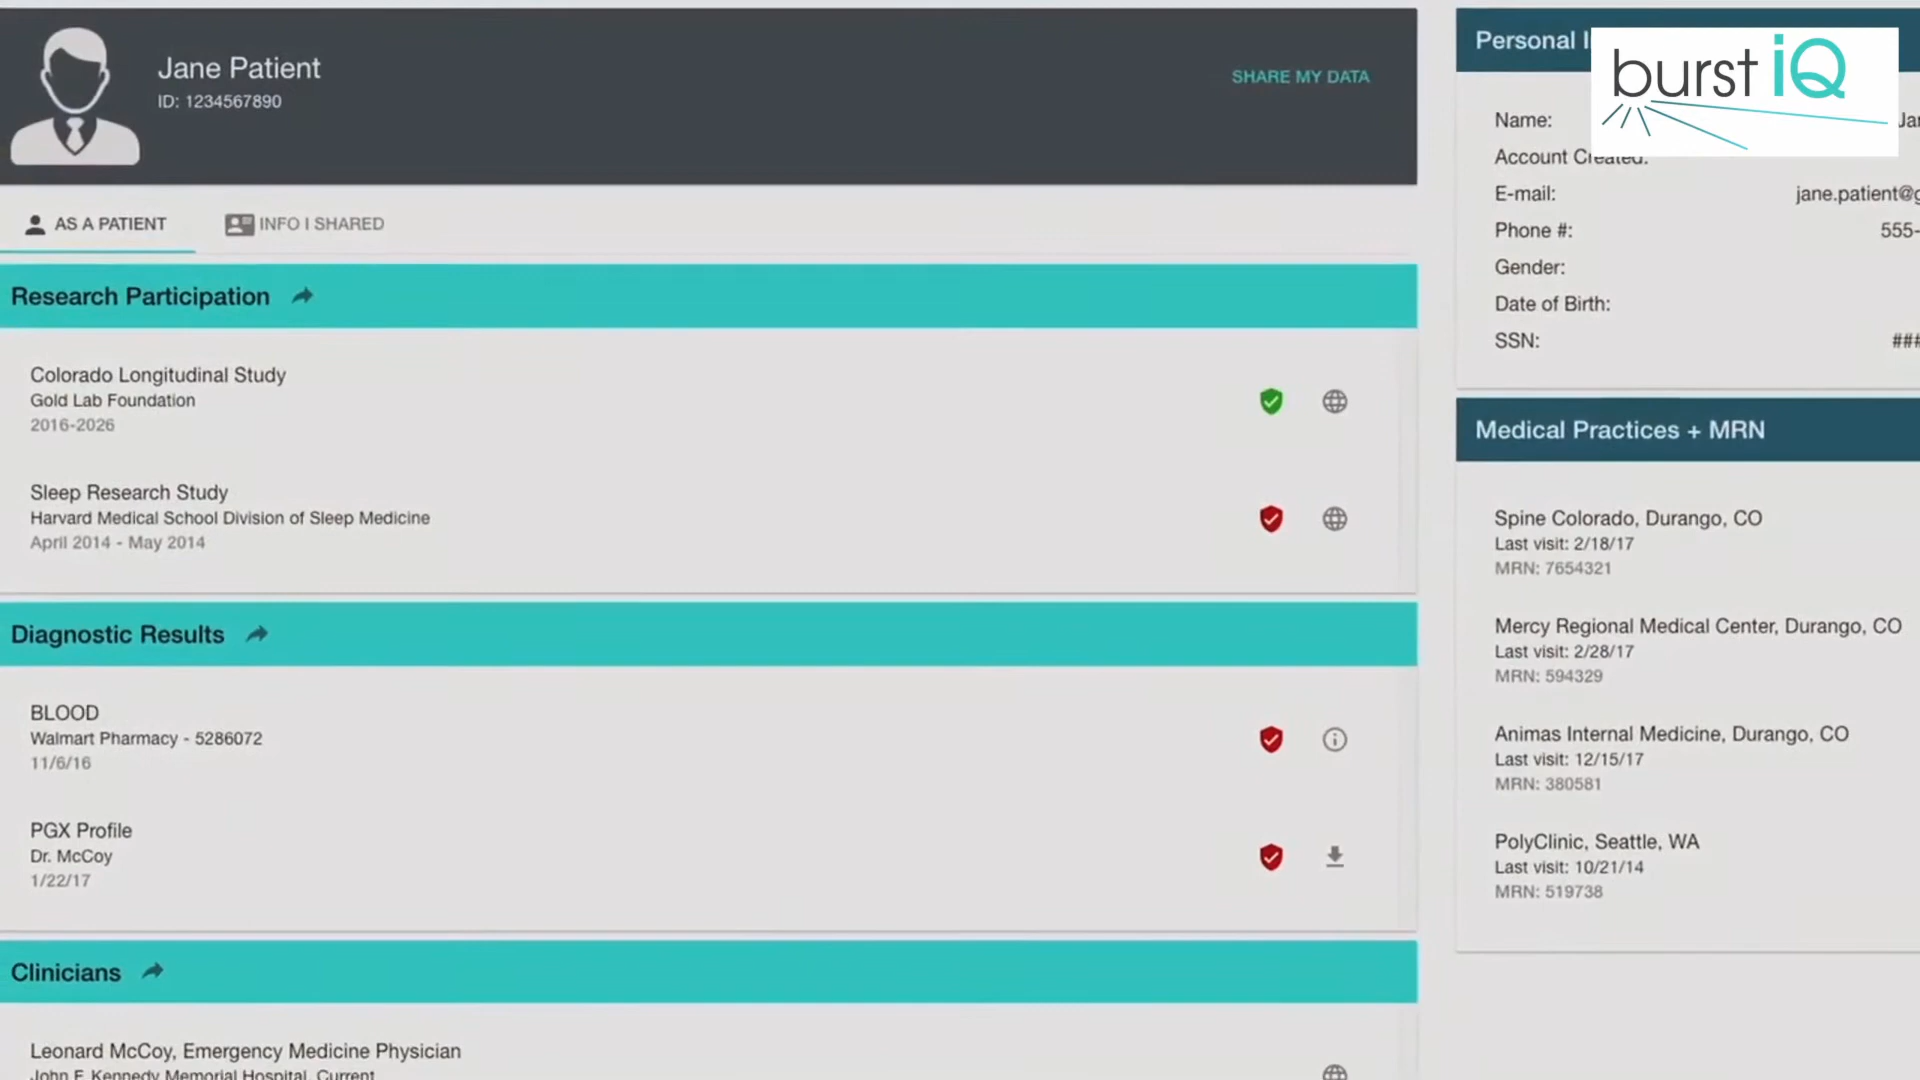 Jane Patient
ID: 1234567890
SHARE MY DATA
AS A PATIENT
INFO I SHARED
Research Participation
Colorado Longitudinal Study
Gold Lab Foundation
2016-2026
Sleep Research Study
Harvard Medical School Division of Sleep Medicine
April 2014 - May 2014
Diagnostic Results
BLOOD
Walmart Pharmacy - 5286072
11/6/16
PGX Profile
Dr. McCoy
1/22/17
Clinicians
Leonard McCoy, Emergency Medicine Physician
John F. Kennedy Memorial Hospital, Current
Personal
burst iQ
Name:
Account Created:
E-mail: jane.patient@g
Phone #: 555-
Gender:
Date of Birth:
SSN: ###
Medical Practices + MRN
Spine Colorado, Durango, CO
Last visit: 2/18/17
MRN: 7654321
Mercy Regional Medical Center, Durango, CO
Last visit: 2/28/17
MRN: 594329
Animas Internal Medicine, Durango, CO
Last visit: 12/15/17
MRN: 380581
PolyClinic, Seattle, WA
Last visit: 10/21/14
MRN: 519738